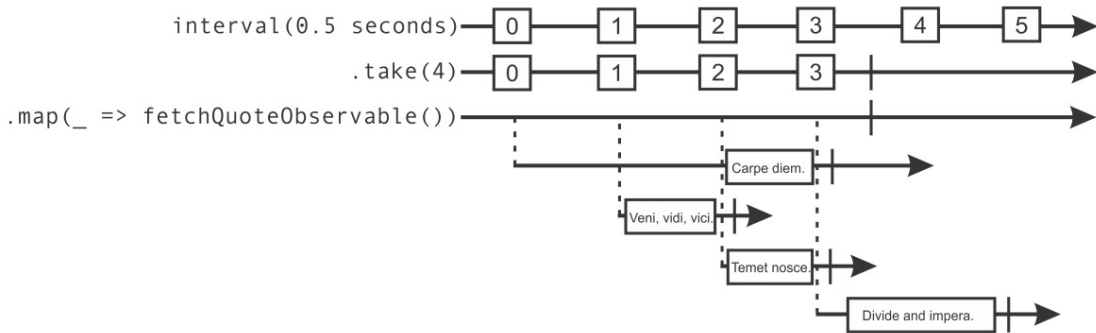 interval(0.5 seconds) 0 1 2 3 4 5
.take(4) 0 1 2 3
.map(_ => fetchQuoteObservable())
Carpe diem.
Veni, vidi, vici.
Temet nosce.
Divide and impera.